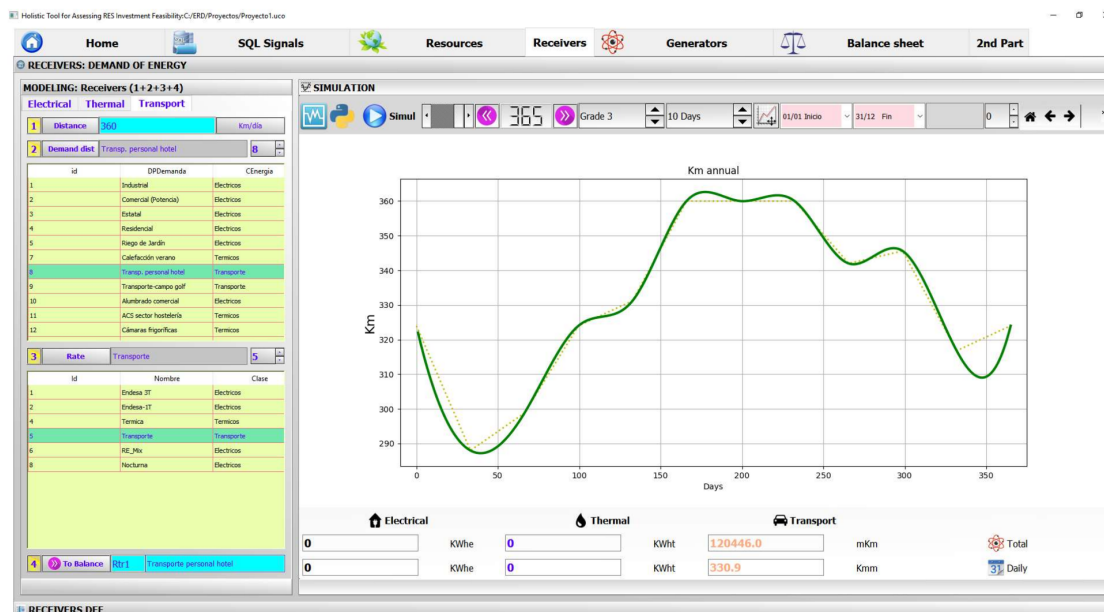 Holistic Tool for Assessing RES Investment Feasibility:C:/ERD/Proyectos/Proyecto1.uco
Home SQL Signals Resources Receivers Generators Balance sheet 2nd Part
RECEIVERS: DEMAND OF ENERGY
MODELING: Receivers (1+2+3+4)
Electrical Thermal Transport
1 Distance 360 Km/día
2 Demand dist Transp. personal hotel 8
id DPDemanda CEnergia
1 Industrial Electricos
2 Comercial (Potencia) Electricos
3 Estatal Electricos
4 Residencial Electricos
5 Riego de Jardín Electricos
7 Calefacción verano Termicos
8 Transp. personal hotel Transporte
9 Transporte-campo golf Transporte
10 Alumbrado comercial Electricos
11 ACS sector hostelería Termicos
12 Cámaras frigoríficas Termicos
3 Rate Transporte 5
Id Nombre Clase
1 Endesa 3T Electricos
2 Endesa-1T Electricos
4 Termica Termicos
5 Transporte Transporte
6 RE_Mix Electricos
8 Nocturna Electricos
4 To Balance Rtr1 Transporte personal hotel
SIMULATION
Simul 365 Grade 3 10 Days 01/01 Inicio 31/12 Fin 0
Km annual
360
350
340
330
320
310
300
290
Km
0 50 100 150 200 250 300 350
Days
Electrical Thermal Transport
0 KWhe 0 KWht 120446.0 mKm Total
0 KWhe 0 KWht 330.9 Kmm 31 Daily
RECEIVERS DEF